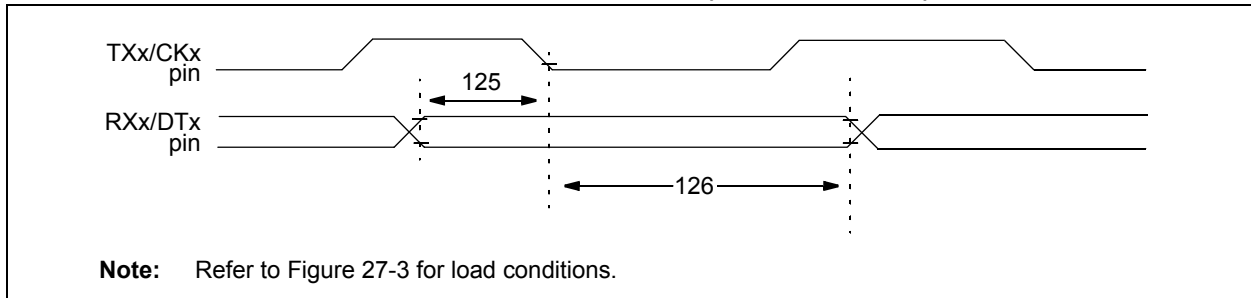 TXx/CKx
pin
125
RXx/DTx
pin
126
Note: Refer to Figure 27-3 for load conditions.